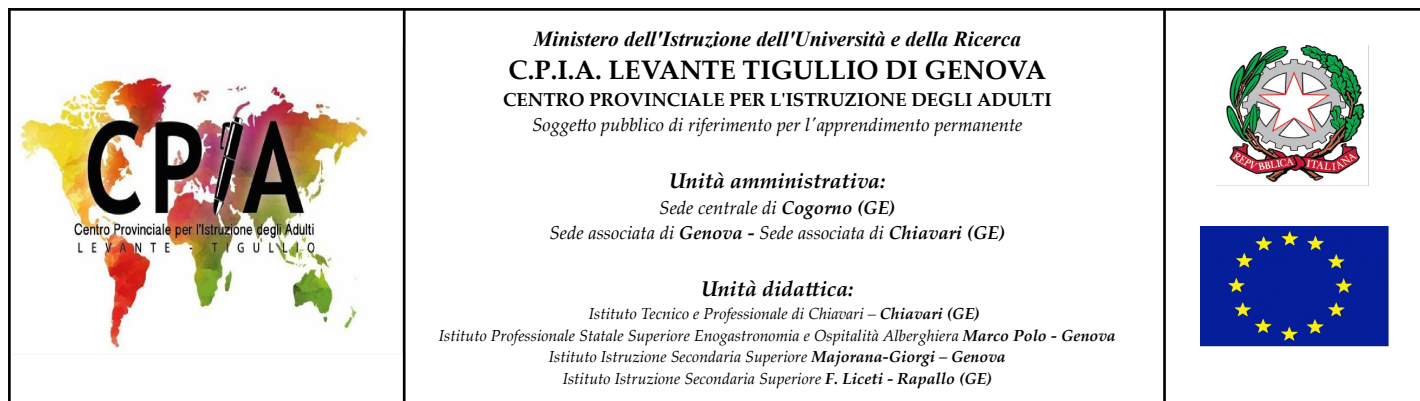 CPIA
Centro Provinciale per l'Istruzione degli Adulti
LEVANTE - TIGULLIO
Ministero dell'Istruzione dell'Università e della Ricerca
C.P.I.A. LEVANTE TIGULLIO DI GENOVA
CENTRO PROVINCIALE PER L'ISTRUZIONE DEGLI ADULTI
Soggetto pubblico di riferimento per l'apprendimento permanente
Unità amministrativa:
Sede centrale di Cogorno (GE)
Sede associata di Genova - Sede associata di Chiavari (GE)
Unità didattica:
Istituto Tecnico e Professionale di Chiavari – Chiavari (GE)
Istituto Professionale Statale Superiore Enogastronomia e Ospitalità Alberghiera Marco Polo - Genova
Istituto Istruzione Secondaria Superiore Majorana-Giorgi – Genova
Istituto Istruzione Secondaria Superiore F. Liceti - Rapallo (GE)
REPVBBLICA ITALIANA